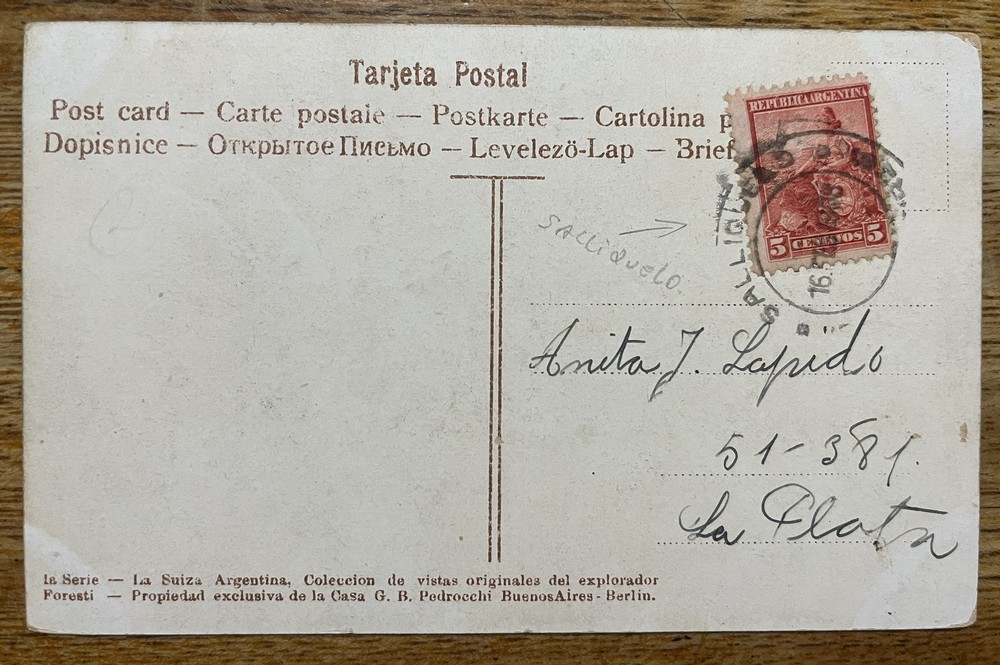 Tarjeta Postal
Post card — Carte postale — Postkarte — Cartolina p
Dopisnice — Открытое Письмо — Levelezö-Lap — Brief
REPUBLICA ARGENTINA
5 CENTAVOS 5
SALLIQUELO
SALLIQUELO.
Anita J. Lapido
51-381.
La Plata
1a Serie — La Suiza Argentina, Coleccion de vistas originales del explorador
Foresti — Propiedad exclusiva de la Casa G. B. Pedrocchi BuenosAires - Berlin.